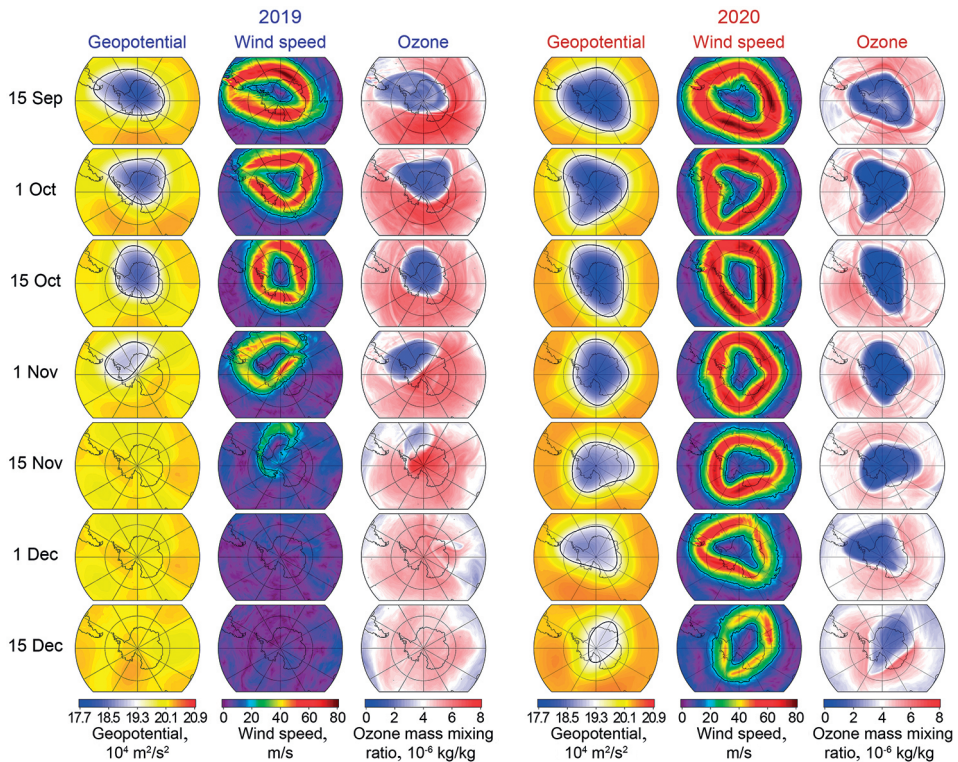 2019 2020
Geopotential Wind speed Ozone Geopotential Wind speed Ozone
15 Sep
1 Oct
15 Oct
1 Nov
15 Nov
1 Dec
15 Dec
17.7 18.5 19.3 20.1 20.9 0 20 40 60 80 0 2 4 6 8 17.7 18.5 19.3 20.1 20.9 0 20 40 60 80 0 2 4 6 8
Geopotential, Wind speed, Ozone mass mixing Geopotential, Wind speed, Ozone mass mixing
10⁴ m²/s² m/s ratio, 10⁻⁶ kg/kg 10⁴ m²/s² m/s ratio, 10⁻⁶ kg/kg